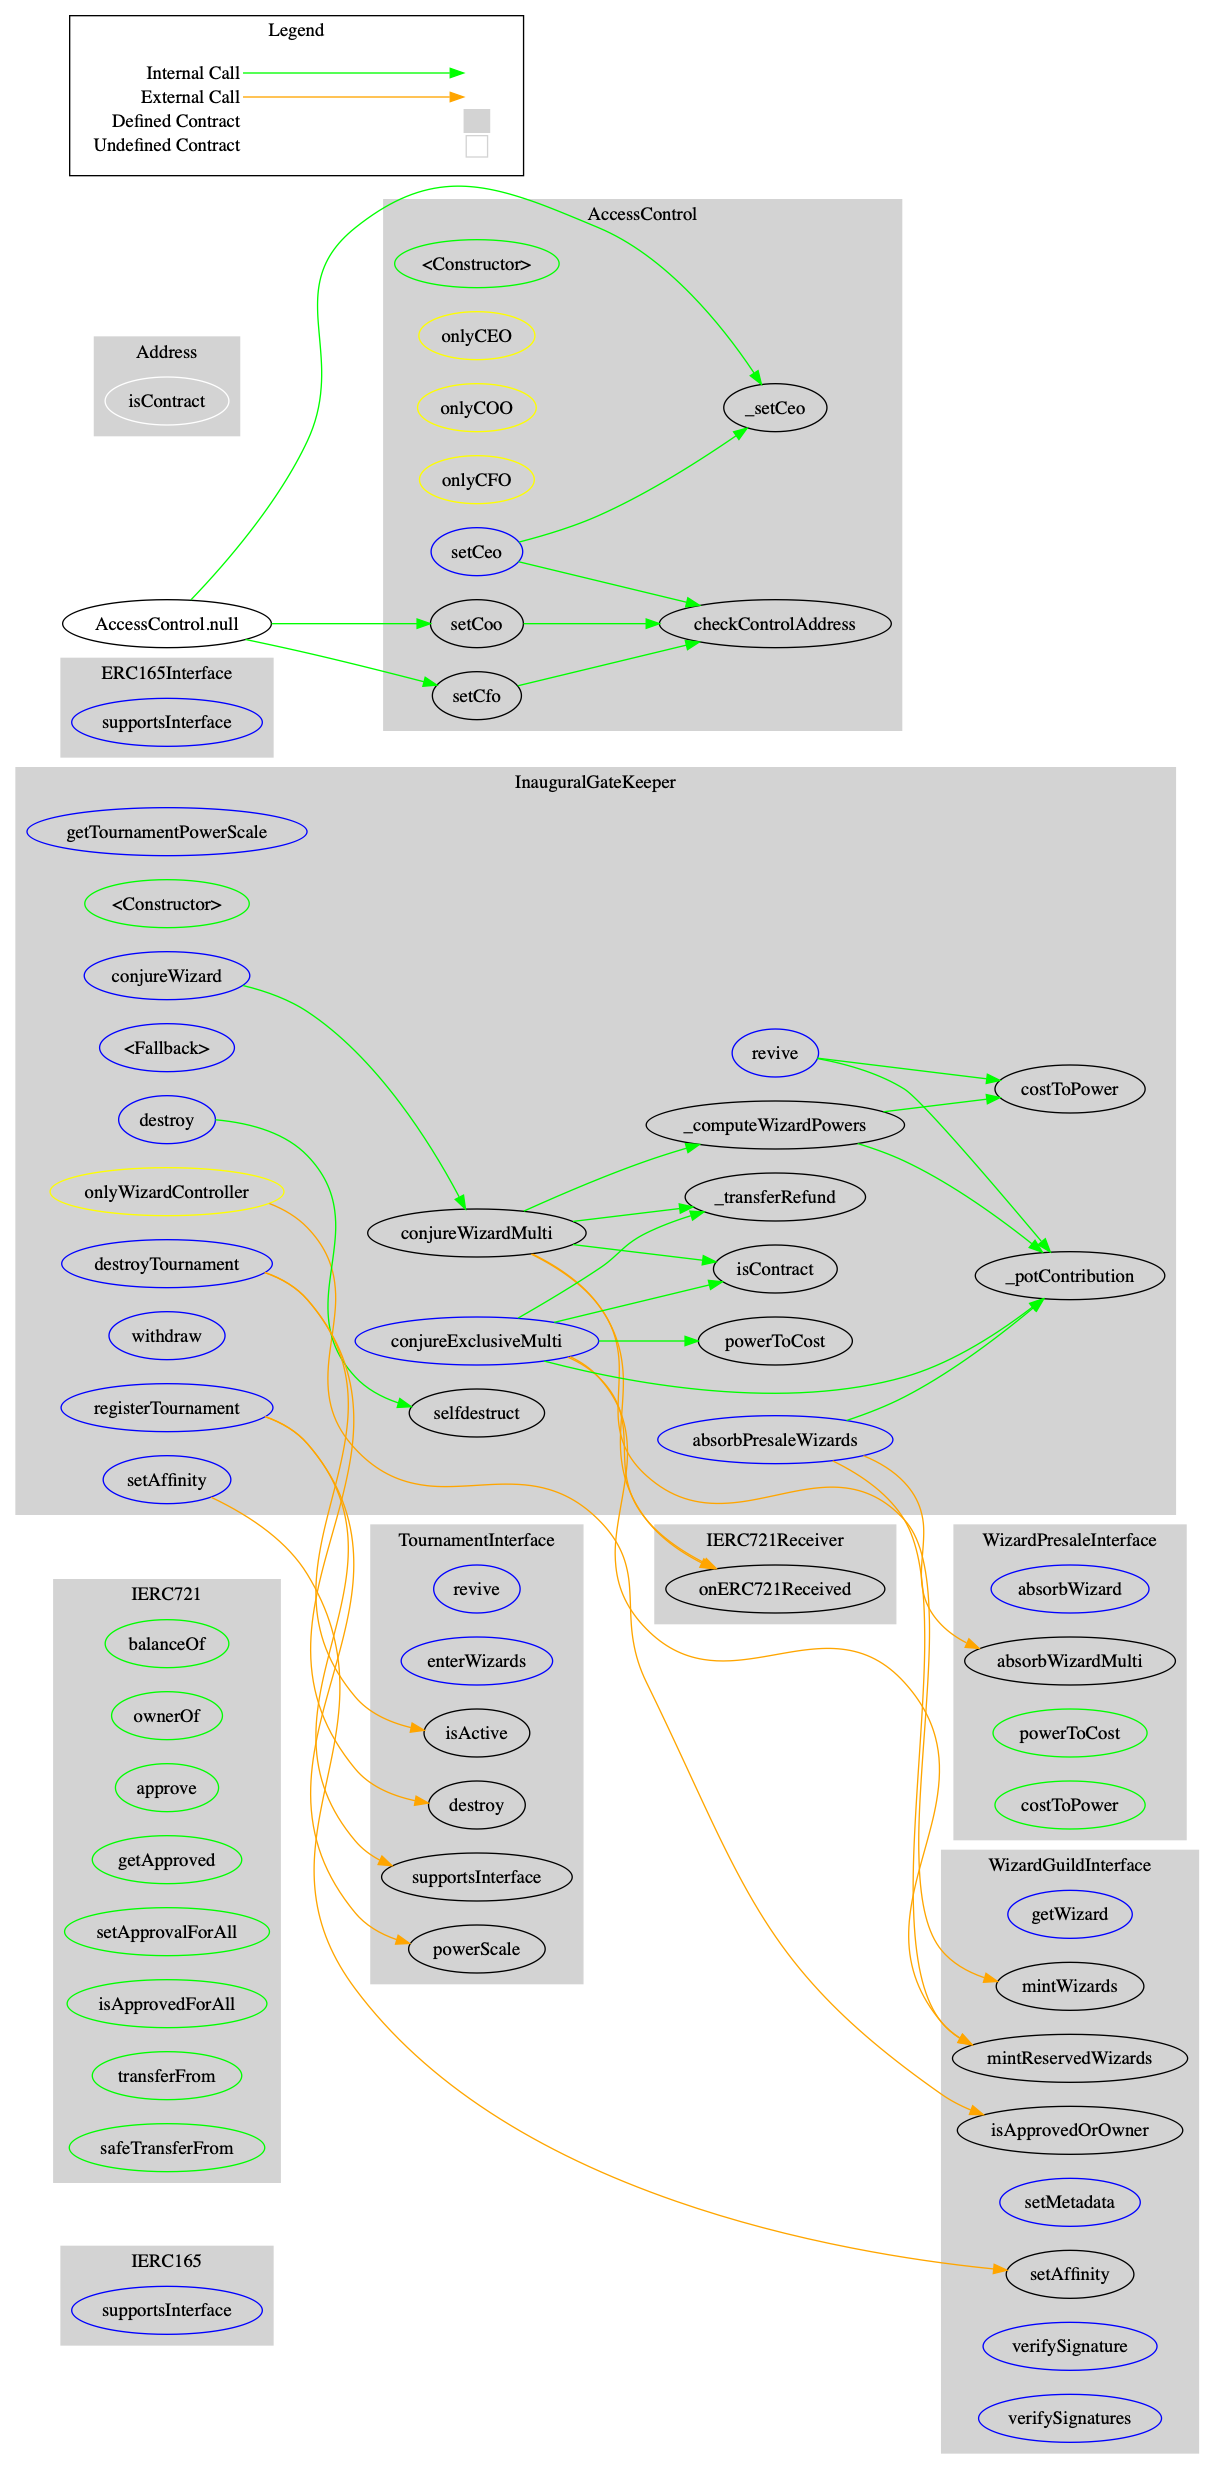 Legend
Internal Call
External Call
Defined Contract
Undefined Contract
AccessControl
<Constructor>
onlyCEO
onlyCOO
onlyCFO
setCeo
setCoo
setCfo
_setCeo
checkControlAddress
Address
isContract
AccessControl.null
ERC165Interface
supportsInterface
InauguralGateKeeper
getTournamentPowerScale
<Constructor>
conjureWizard
<Fallback>
destroy
onlyWizardController
destroyTournament
withdraw
registerTournament
setAffinity
conjureWizardMulti
conjureExclusiveMulti
selfdestruct
revive
_computeWizardPowers
_transferRefund
isContract
powerToCost
absorbPresaleWizards
costToPower
_potContribution
IERC721
balanceOf
ownerOf
approve
getApproved
setApprovalForAll
isApprovedForAll
transferFrom
safeTransferFrom
TournamentInterface
revive
enterWizards
isActive
destroy
supportsInterface
powerScale
IERC721Receiver
onERC721Received
WizardPresaleInterface
absorbWizard
absorbWizardMulti
powerToCost
costToPower
WizardGuildInterface
getWizard
mintWizards
mintReservedWizards
isApprovedOrOwner
setMetadata
setAffinity
verifySignature
verifySignatures
IERC165
supportsInterface